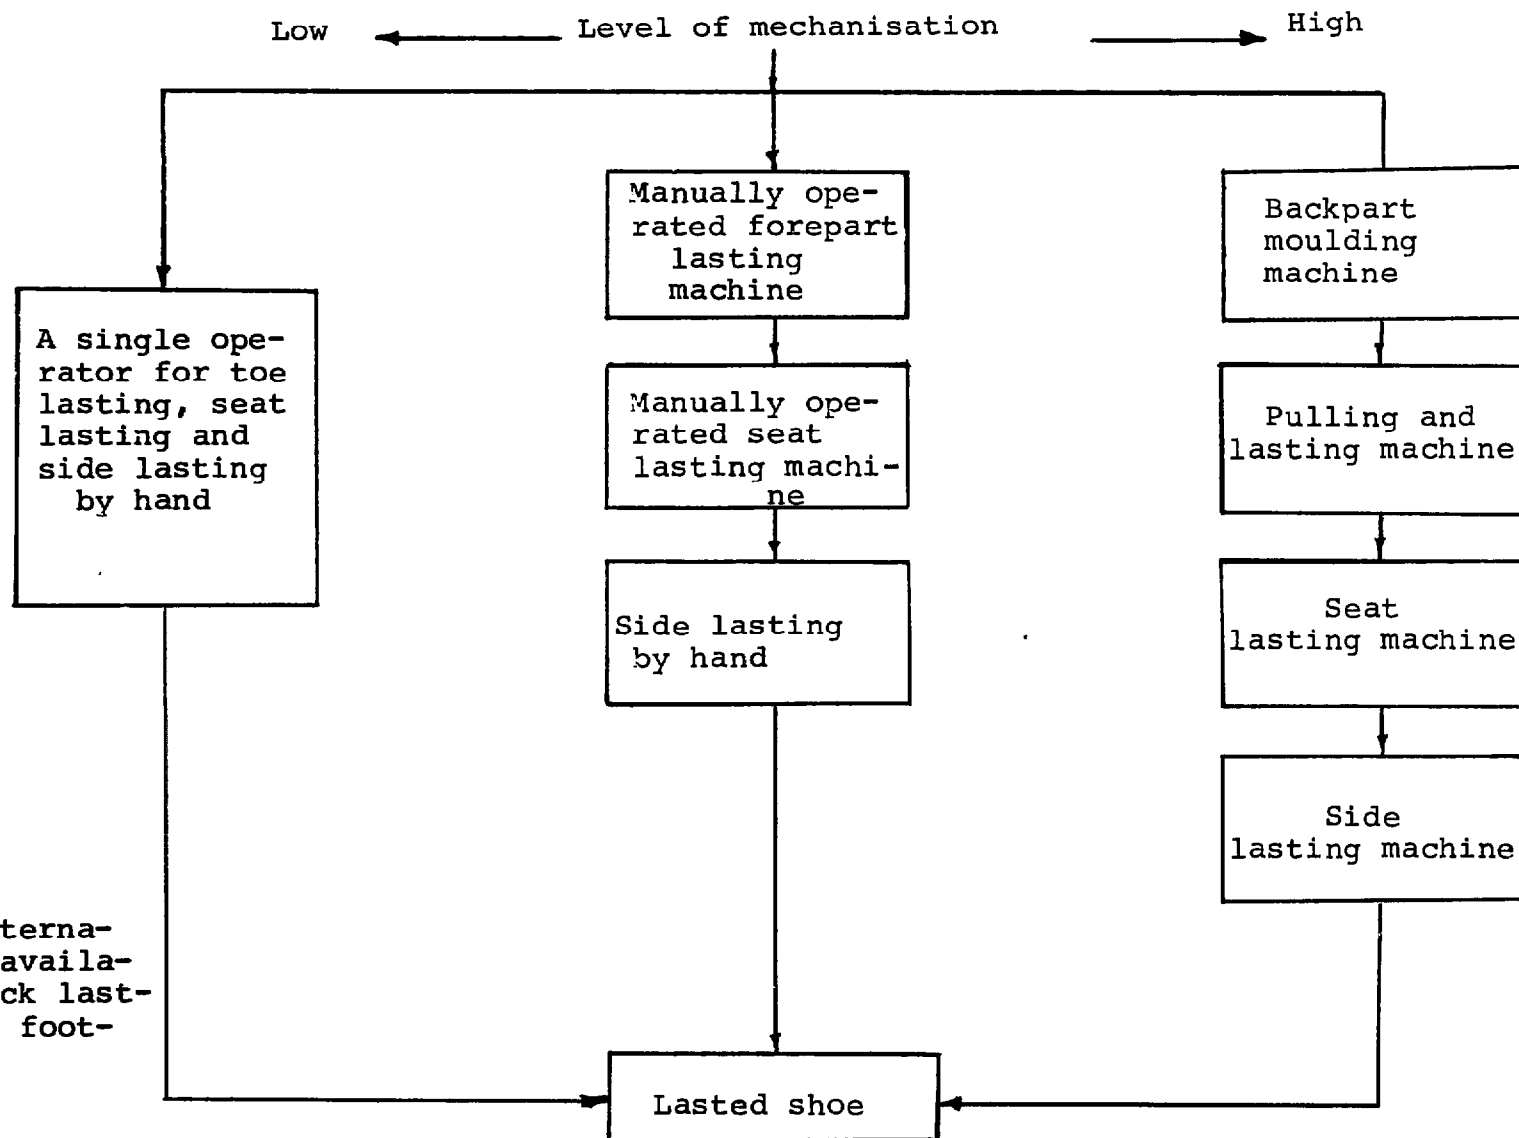 Low Level of mechanisation High
A single ope-
rator for toe
lasting, seat
lasting and
side lasting
by hand
Manually ope-
rated forepart
lasting
machine
Manually ope-
rated seat
lasting machi-
ne
Side lasting
by hand
Backpart
moulding
machine
Pulling and
lasting machine
Seat
lasting machine
Side
lasting machine
terna-
availa-
ck last-
foot-
Lasted shoe